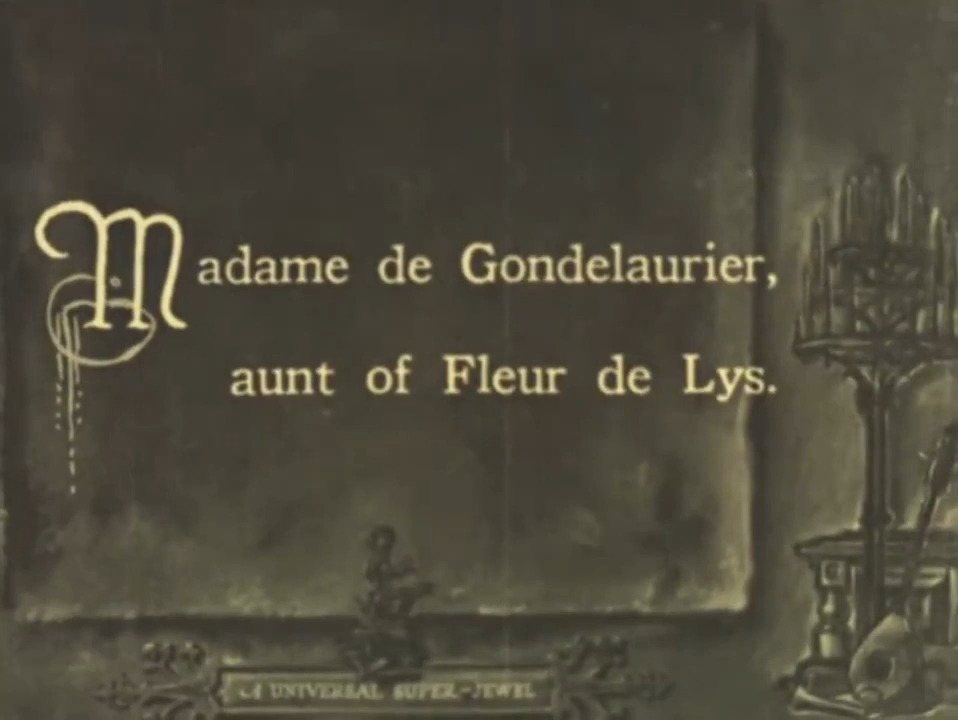 Madame de Gondelaurier,
aunt of Fleur de Lys.
A UNIVERSAL SUPER-JEWEL